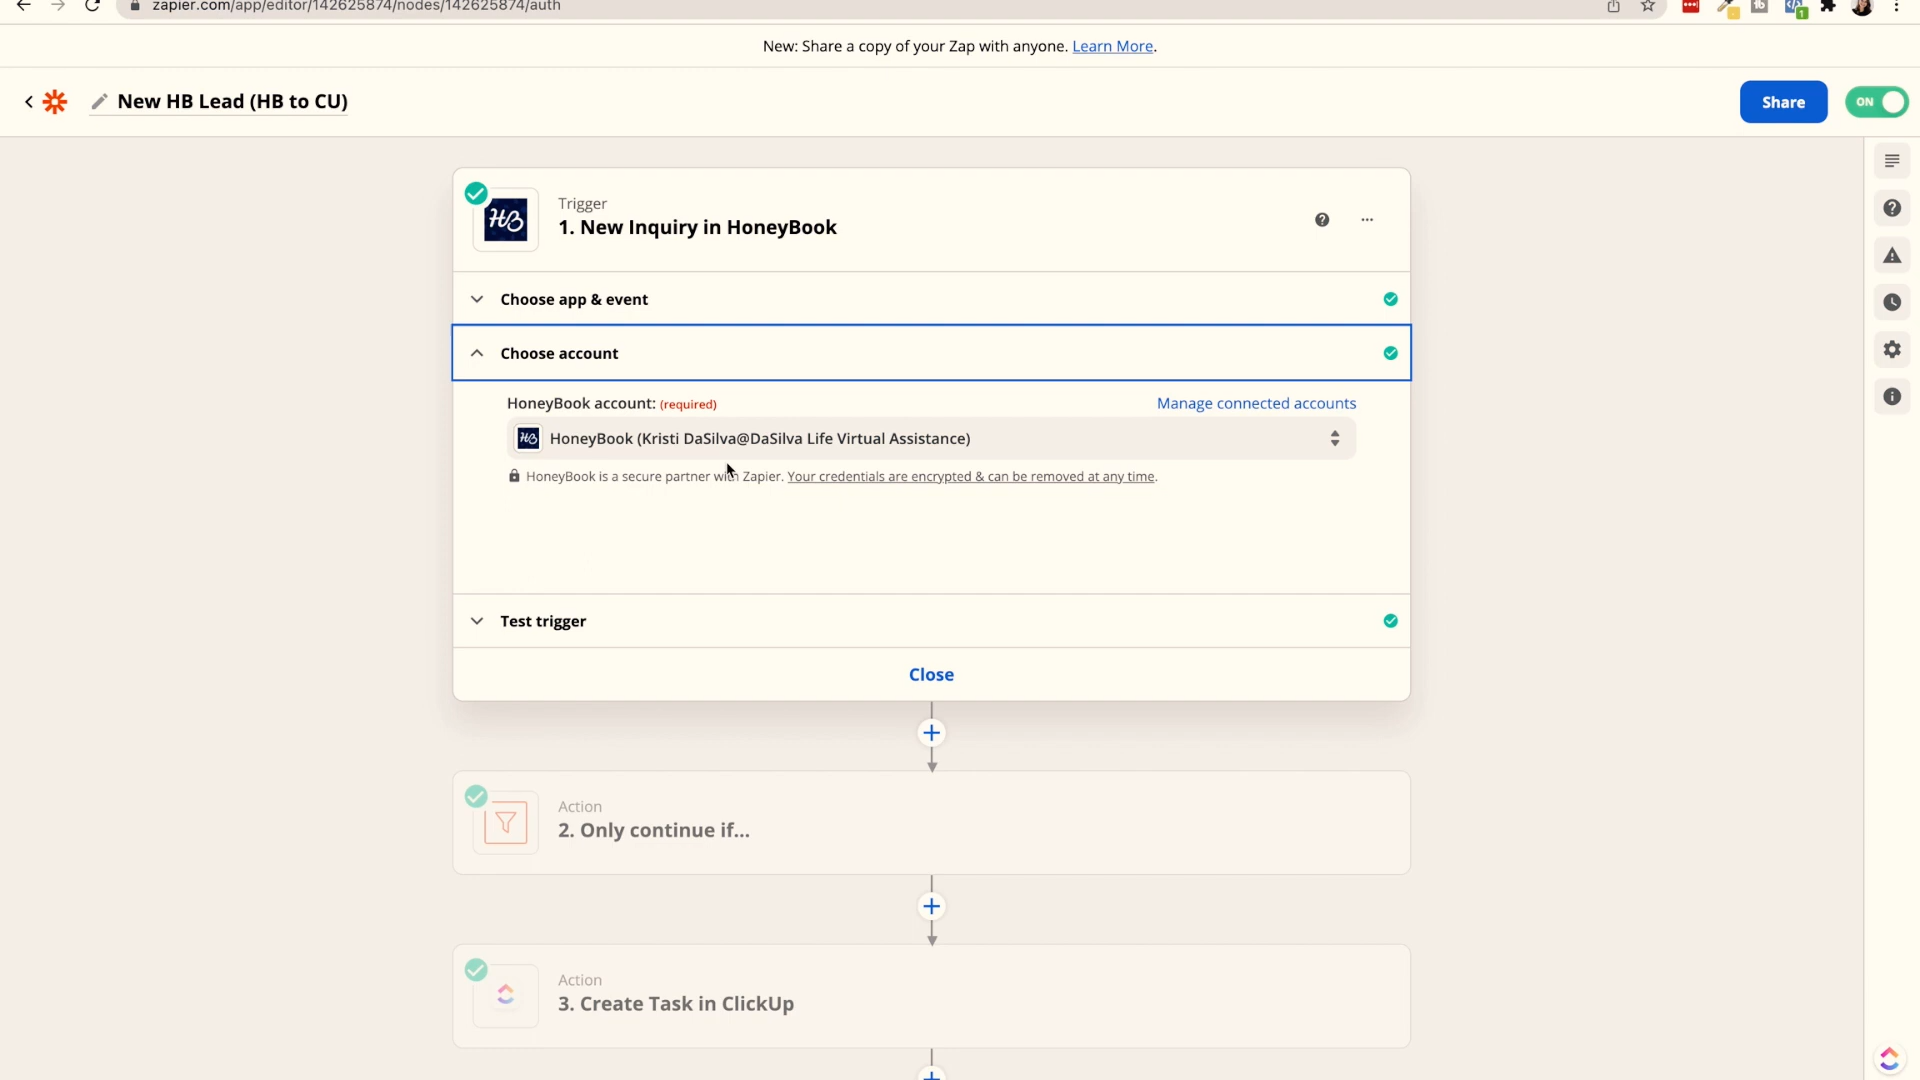 zapier.com/app/editor/142625874/nodes/142625874/auth
1
New: Share a copy of your Zap with anyone. Learn More.
New HB Lead (HB to CU)
Share
ON
HB
Trigger
1. New Inquiry in HoneyBook
Choose app & event
Choose account
HoneyBook account: (required)
Manage connected accounts
HB
HoneyBook (Kristi DaSilva@DaSilva Life Virtual Assistance)
HoneyBook is a secure partner with Zapier. Your credentials are encrypted & can be removed at any time.
Test trigger
Close
Action
2. Only continue if...
Action
3. Create Task in ClickUp